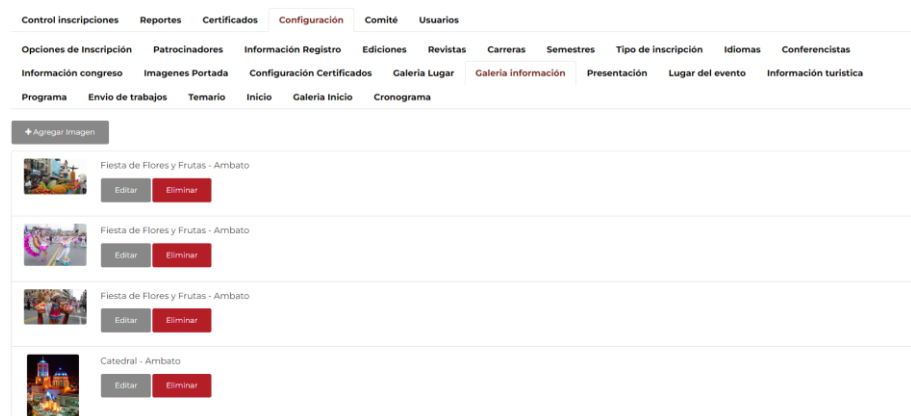 Control inscripciones Reportes Certificados Configuración Comité Usuarios
Opciones de Inscripción Patrocinadores Información Registro Ediciones Revistas Carreras Semestres Tipo de inscripción Idiomas Conferencistas
Información congreso Imagenes Portada Configuración Certificados Galeria Lugar Galeria información Presentación Lugar del evento Información turistica
Programa Envio de trabajos Temario Inicio Galeria Inicio Cronograma
+ Agregar Imagen
Fiesta de Flores y Frutas - Ambato
Editar Eliminar
Fiesta de Flores y Frutas - Ambato
Editar Eliminar
Fiesta de Flores y Frutas - Ambato
Editar Eliminar
Catedral - Ambato
Editar Eliminar